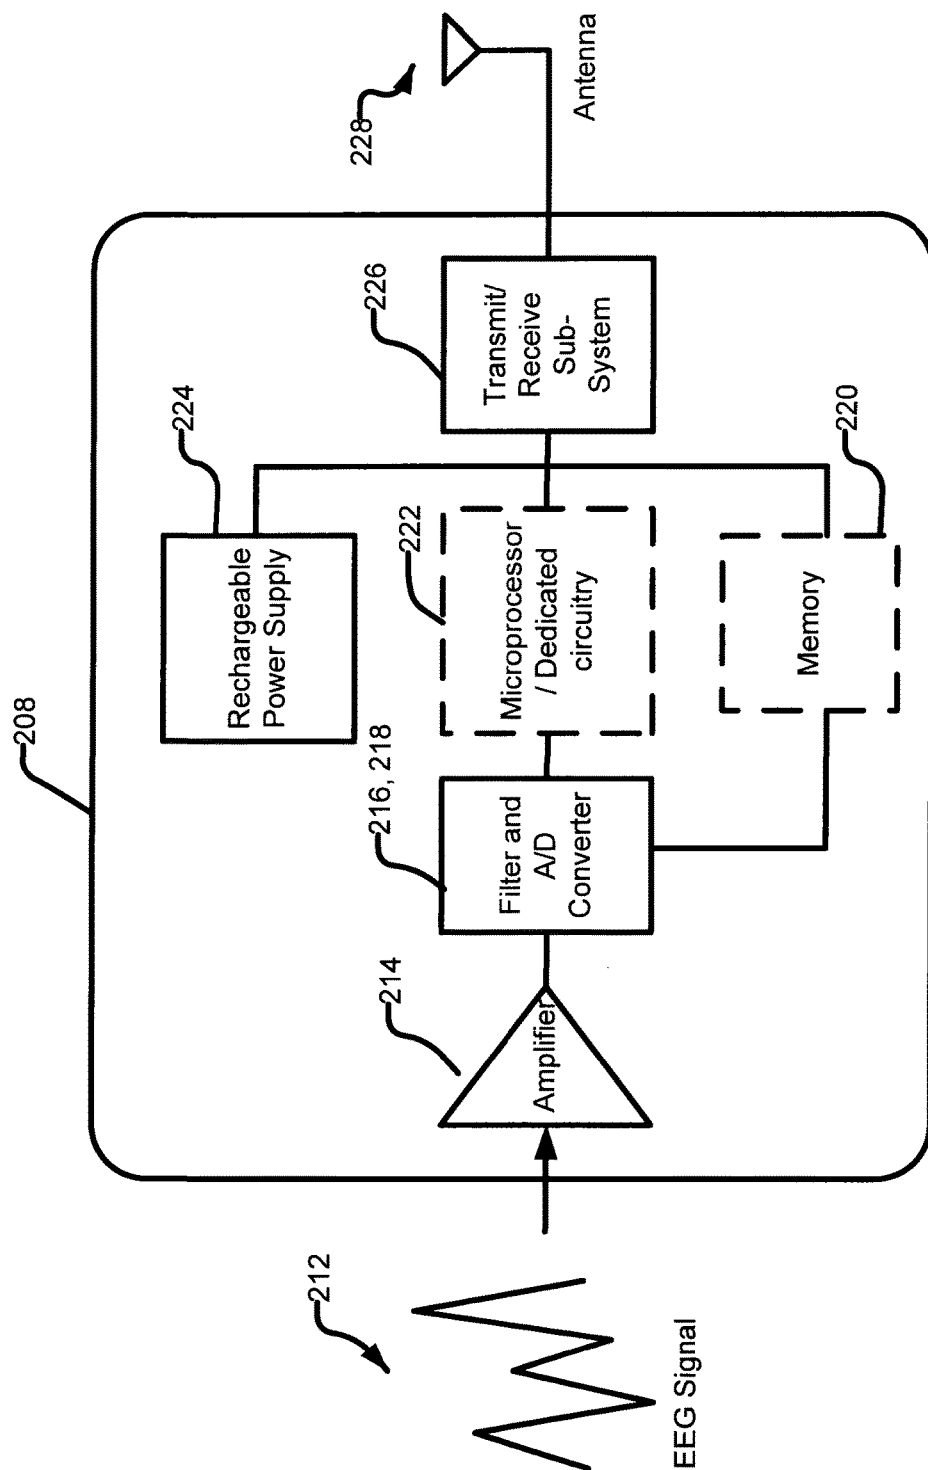 208
224
Rechargeable
Power Supply
212
214
216, 218
222
226
228
EEG Signal
Amplifier
Filter and
A/D
Converter
Microprocessor
/ Dedicated
circuitry
Transmit/
Receive
Sub-
System
Antenna
220
Memory